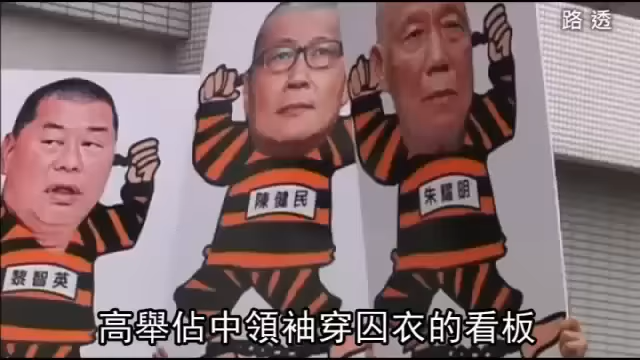 路透
陳健民
朱耀明
黎智英
高舉佔中領袖穿囚衣的看板